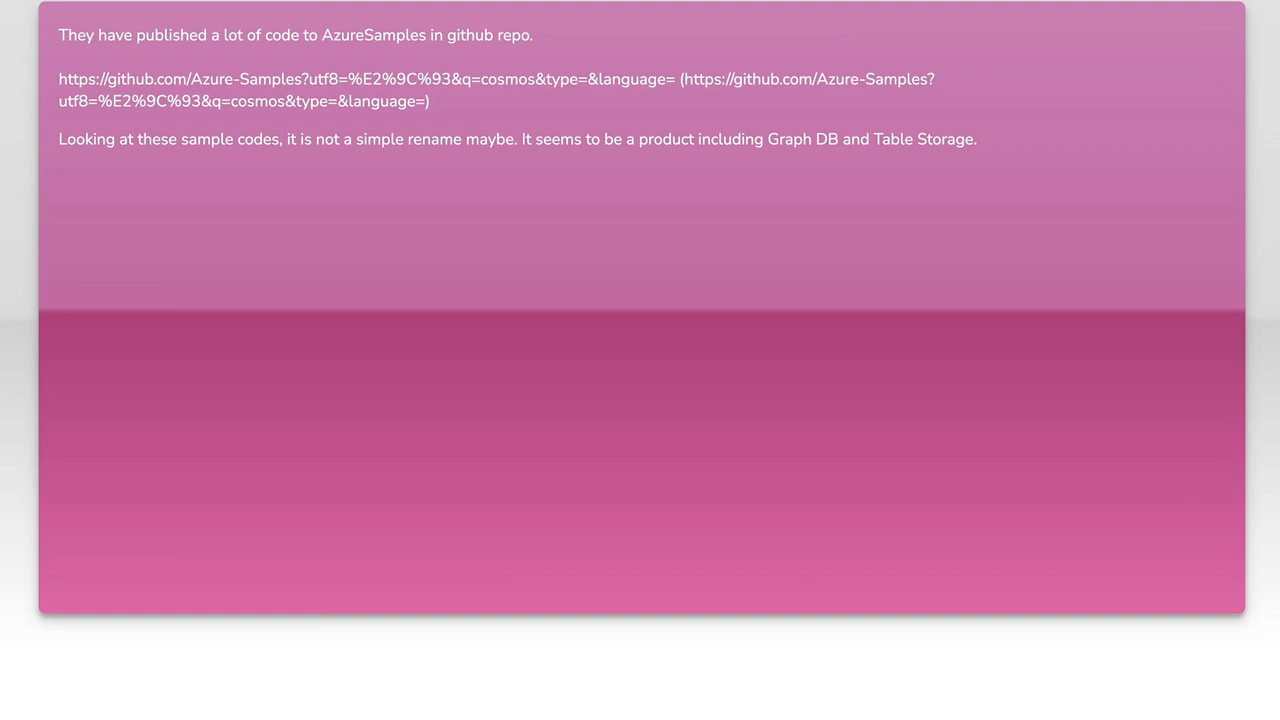 They have published a lot of code to AzureSamples in github repo.
https://github.com/Azure-Samples?utf8=%E2%9C%93&q=cosmos&type=&language= (https://github.com/Azure-Samples?
utf8=%E2%9C%93&q=cosmos&type=&language=)
Looking at these sample codes, it is not a simple rename maybe. It seems to be a product including Graph DB and Table Storage.